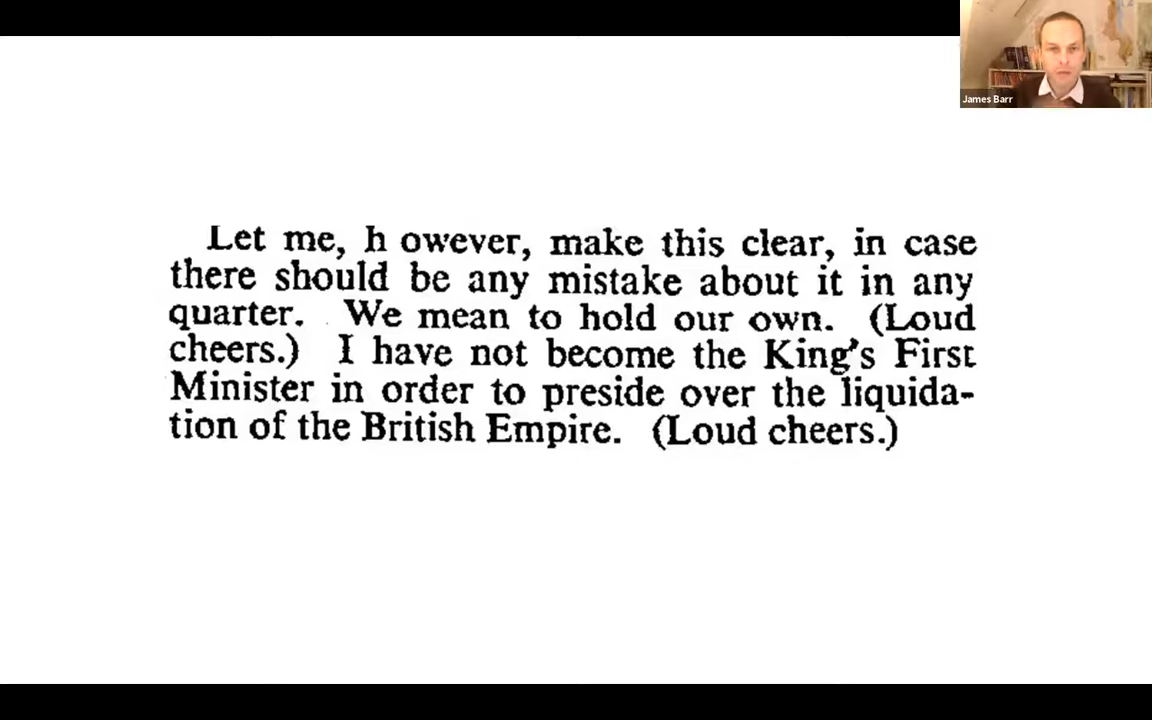 James Barr
Let me, h owever, make this clear, in case
there should be any mistake about it in any
quarter. We mean to hold our own. (Loud
cheers.) I have not become the King's First
Minister in order to preside over the liquida-
tion of the British Empire. (Loud cheers.)